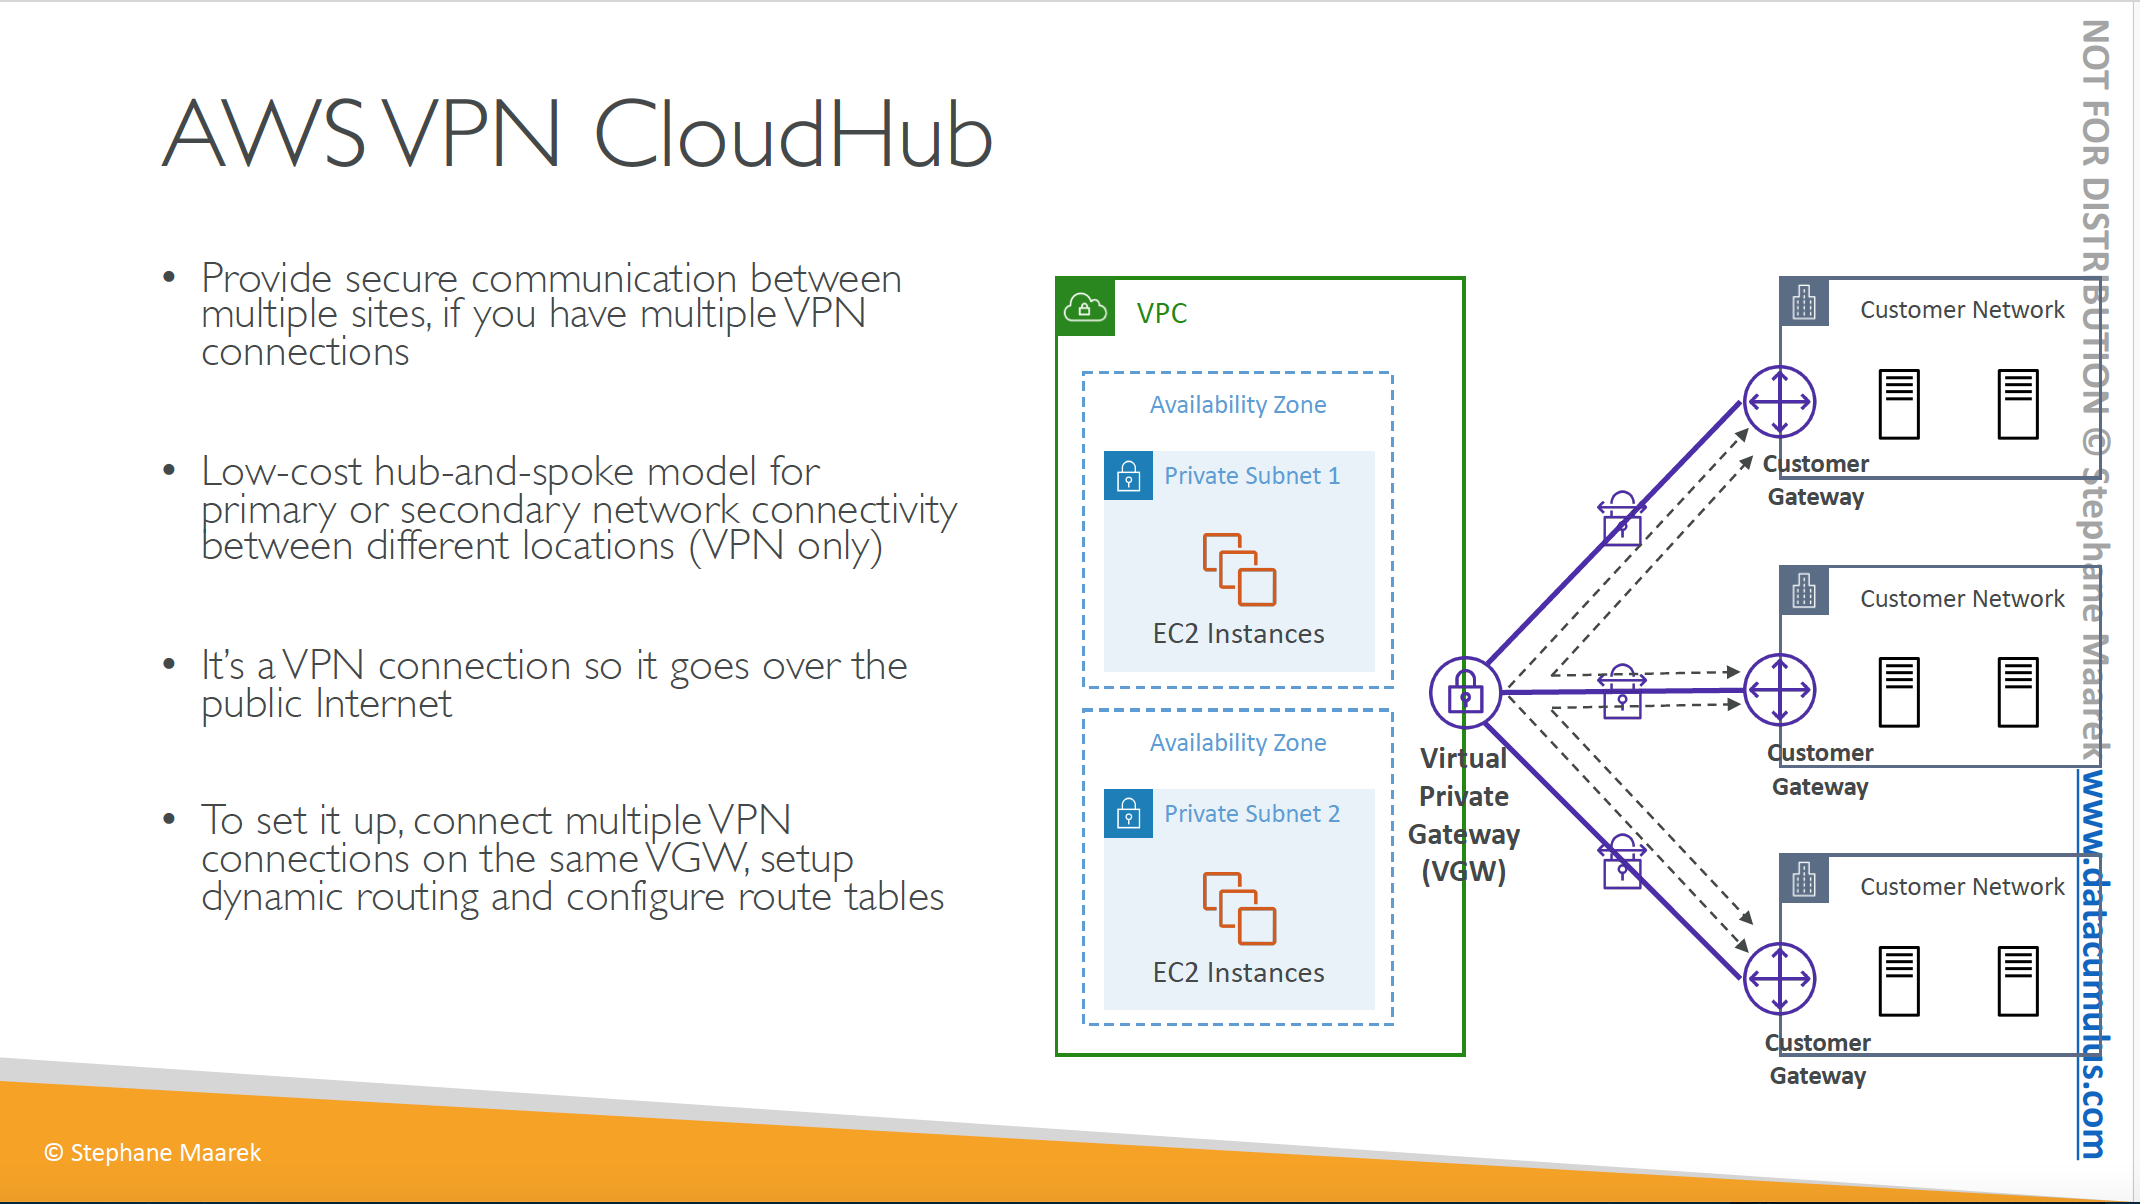 AWS VPN CloudHub
• Provide secure communication between
multiple sites, if you have multiple VPN
connections
• Low-cost hub-and-spoke model for
primary or secondary network connectivity
between different locations (VPN only)
• It’s a VPN connection so it goes over the
public Internet
• To set it up, connect multiple VPN
connections on the same VGW, setup
dynamic routing and configure route tables
VPC
Availability Zone
Private Subnet 1
EC2 Instances
Availability Zone
Private Subnet 2
EC2 Instances
Virtual
Private
Gateway
(VGW)
Customer Network
Customer
Gateway
Customer Network
Customer
Gateway
Customer Network
Customer
Gateway
NOT FOR DISTRIBUTION © Stephane Maarek www.datacumulus.com
© Stephane Maarek